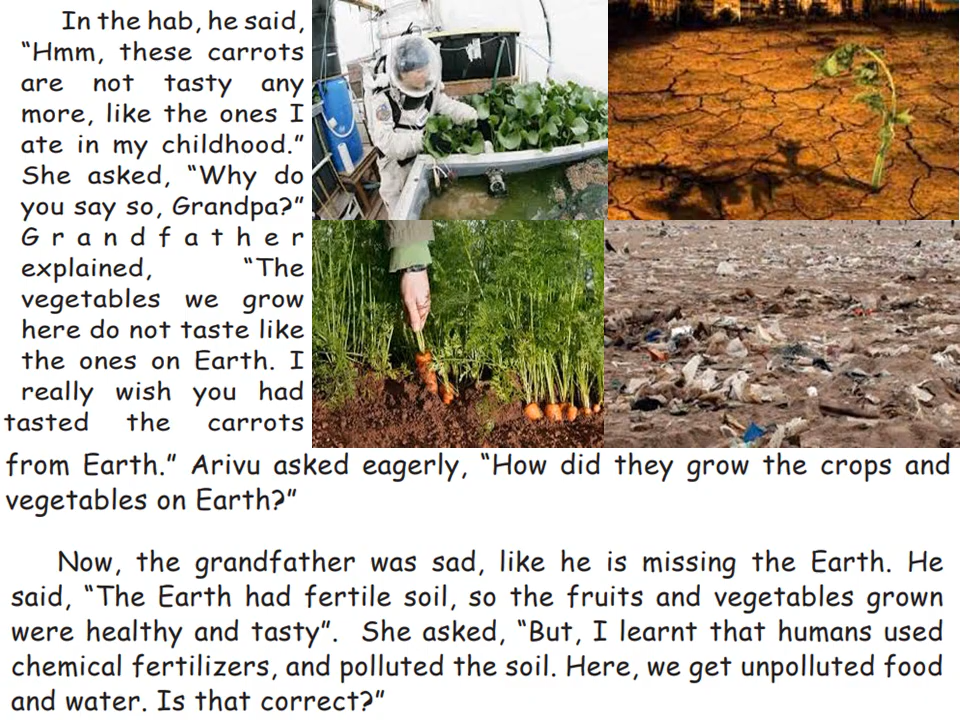 In the hab, he said,
“Hmm, these carrots
are not tasty any
more, like the ones I
ate in my childhood.”
She asked, “Why do
you say so, Grandpa?”
Grandfather
explained, “The
vegetables we grow
here do not taste like
the ones on Earth. I
really wish you had
tasted the carrots
from Earth.” Arivu asked eagerly, “How did they grow the crops and
vegetables on Earth?”
Now, the grandfather was sad, like he is missing the Earth. He
said, “The Earth had fertile soil, so the fruits and vegetables grown
were healthy and tasty”. She asked, “But, I learnt that humans used
chemical fertilizers, and polluted the soil. Here, we get unpolluted food
and water. Is that correct?”